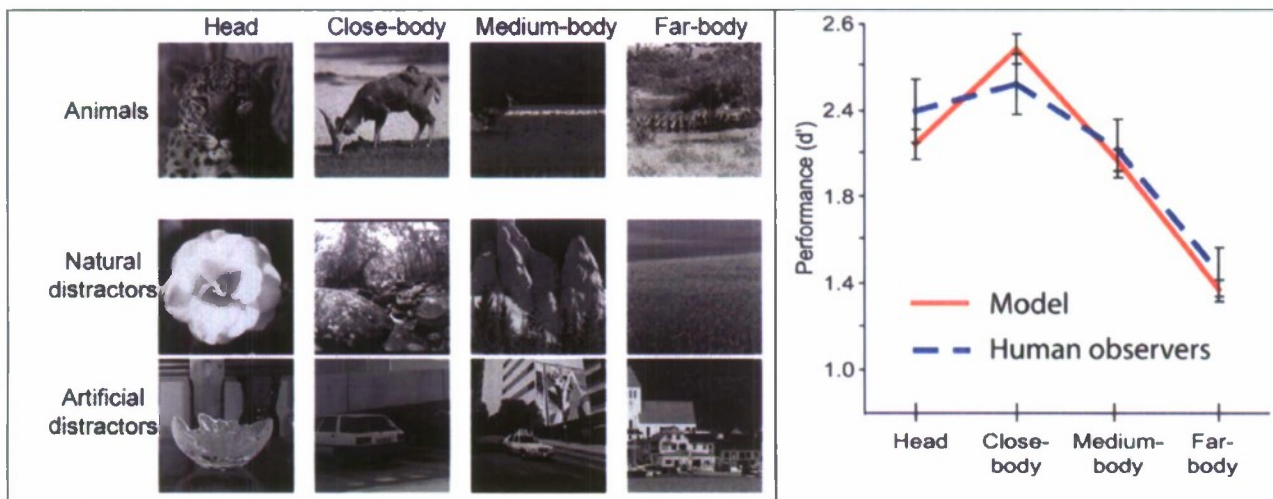 Head Close-body Medium-body Far-body
Animals
Natural
distractors
Artificial
distractors
Performance (d')
2.6
2.4
1.8
1.4
1.0
Model
Human observers
Head Close- Medium- Far-
body body body